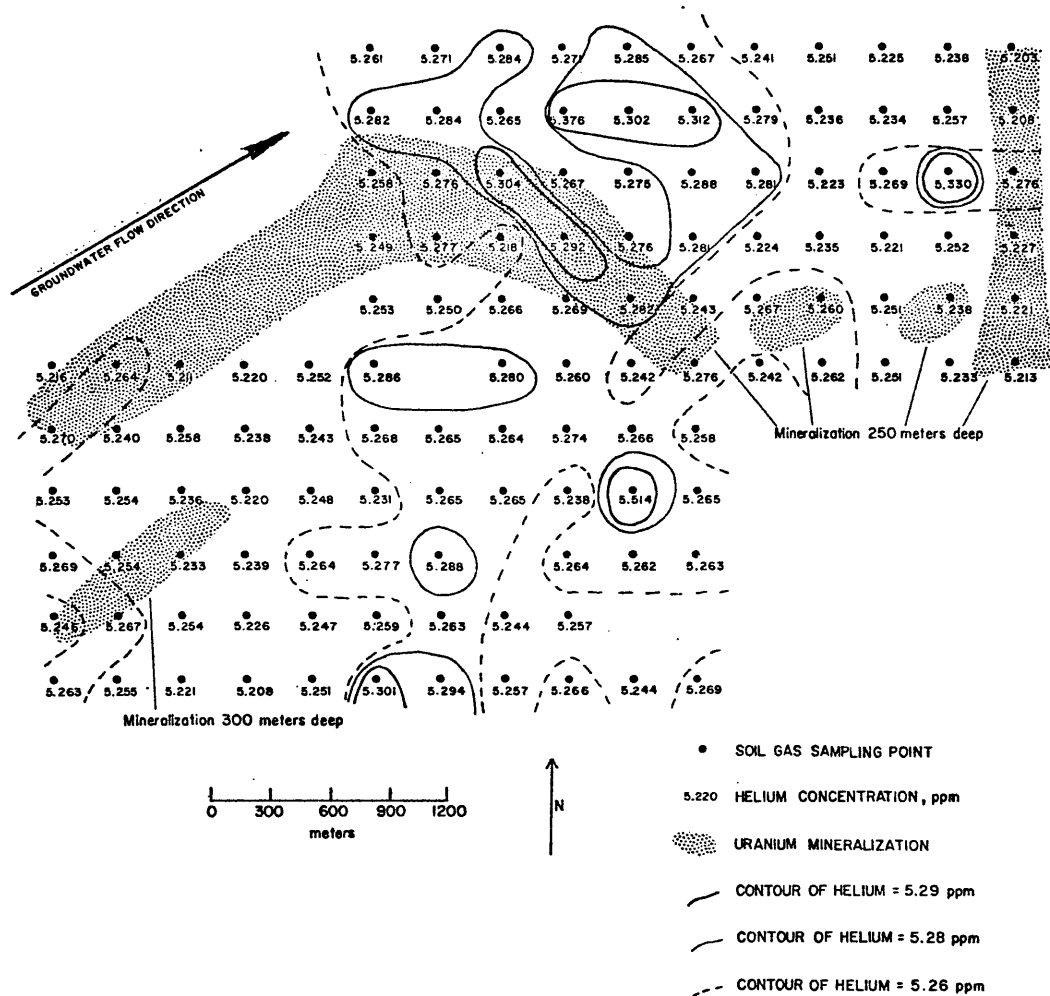 5.261 5.271 5.284 5.271 5.285 5.267 5.241 5.251 5.225 5.238 5.203
5.282 5.284 5.265 5.376 5.302 5.312 5.279 5.236 5.234 5.257 5.208
5.258 5.276 5.304 5.267 5.275 5.288 5.281 5.223 5.269 5.330 5.276
GROUNDWATER FLOW DIRECTION
5.249 5.277 5.218 5.292 5.276 5.281 5.224 5.235 5.221 5.252 5.227
5.253 5.250 5.266 5.269 5.282 5.243 5.267 5.260 5.251 5.238 5.221
5.216 5.264 5.211 5.220 5.252 5.286 5.280 5.260 5.242 5.276 5.242 5.262 5.251 5.233 5.213
5.270 5.240 5.258 5.238 5.243 5.268 5.265 5.264 5.274 5.266 5.258
Mineralization 250 meters deep
5.253 5.254 5.236 5.220 5.248 5.231 5.265 5.265 5.238 5.514 5.265
5.269 5.254 5.233 5.239 5.264 5.277 5.288 5.264 5.262 5.263
5.246 5.267 5.254 5.226 5.247 5.259 5.263 5.244 5.257
5.263 5.255 5.221 5.208 5.251 5.301 5.294 5.257 5.266 5.244 5.269
Mineralization 300 meters deep
0 300 600 900 1200
meters
N
SOIL GAS SAMPLING POINT
5.220 HELIUM CONCENTRATION, ppm
URANIUM MINERALIZATION
CONTOUR OF HELIUM = 5.29 ppm
CONTOUR OF HELIUM = 5.28 ppm
CONTOUR OF HELIUM = 5.26 ppm